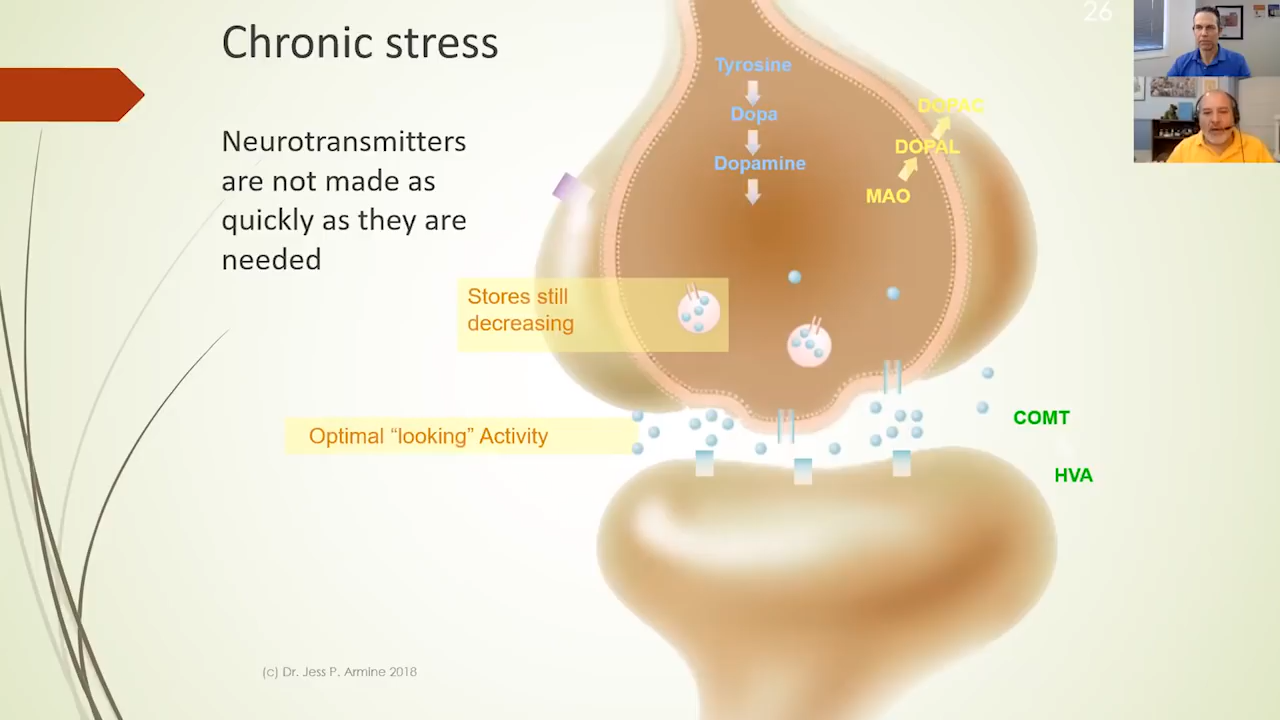 26
Chronic stress
Neurotransmitters
are not made as
quickly as they are
needed
Tyrosine
Dopa
Dopamine
DOPAC
DOPAL
MAO
Stores still
decreasing
Optimal “looking” Activity
COMT
HVA
(c) Dr. Jess P. Armine 2018